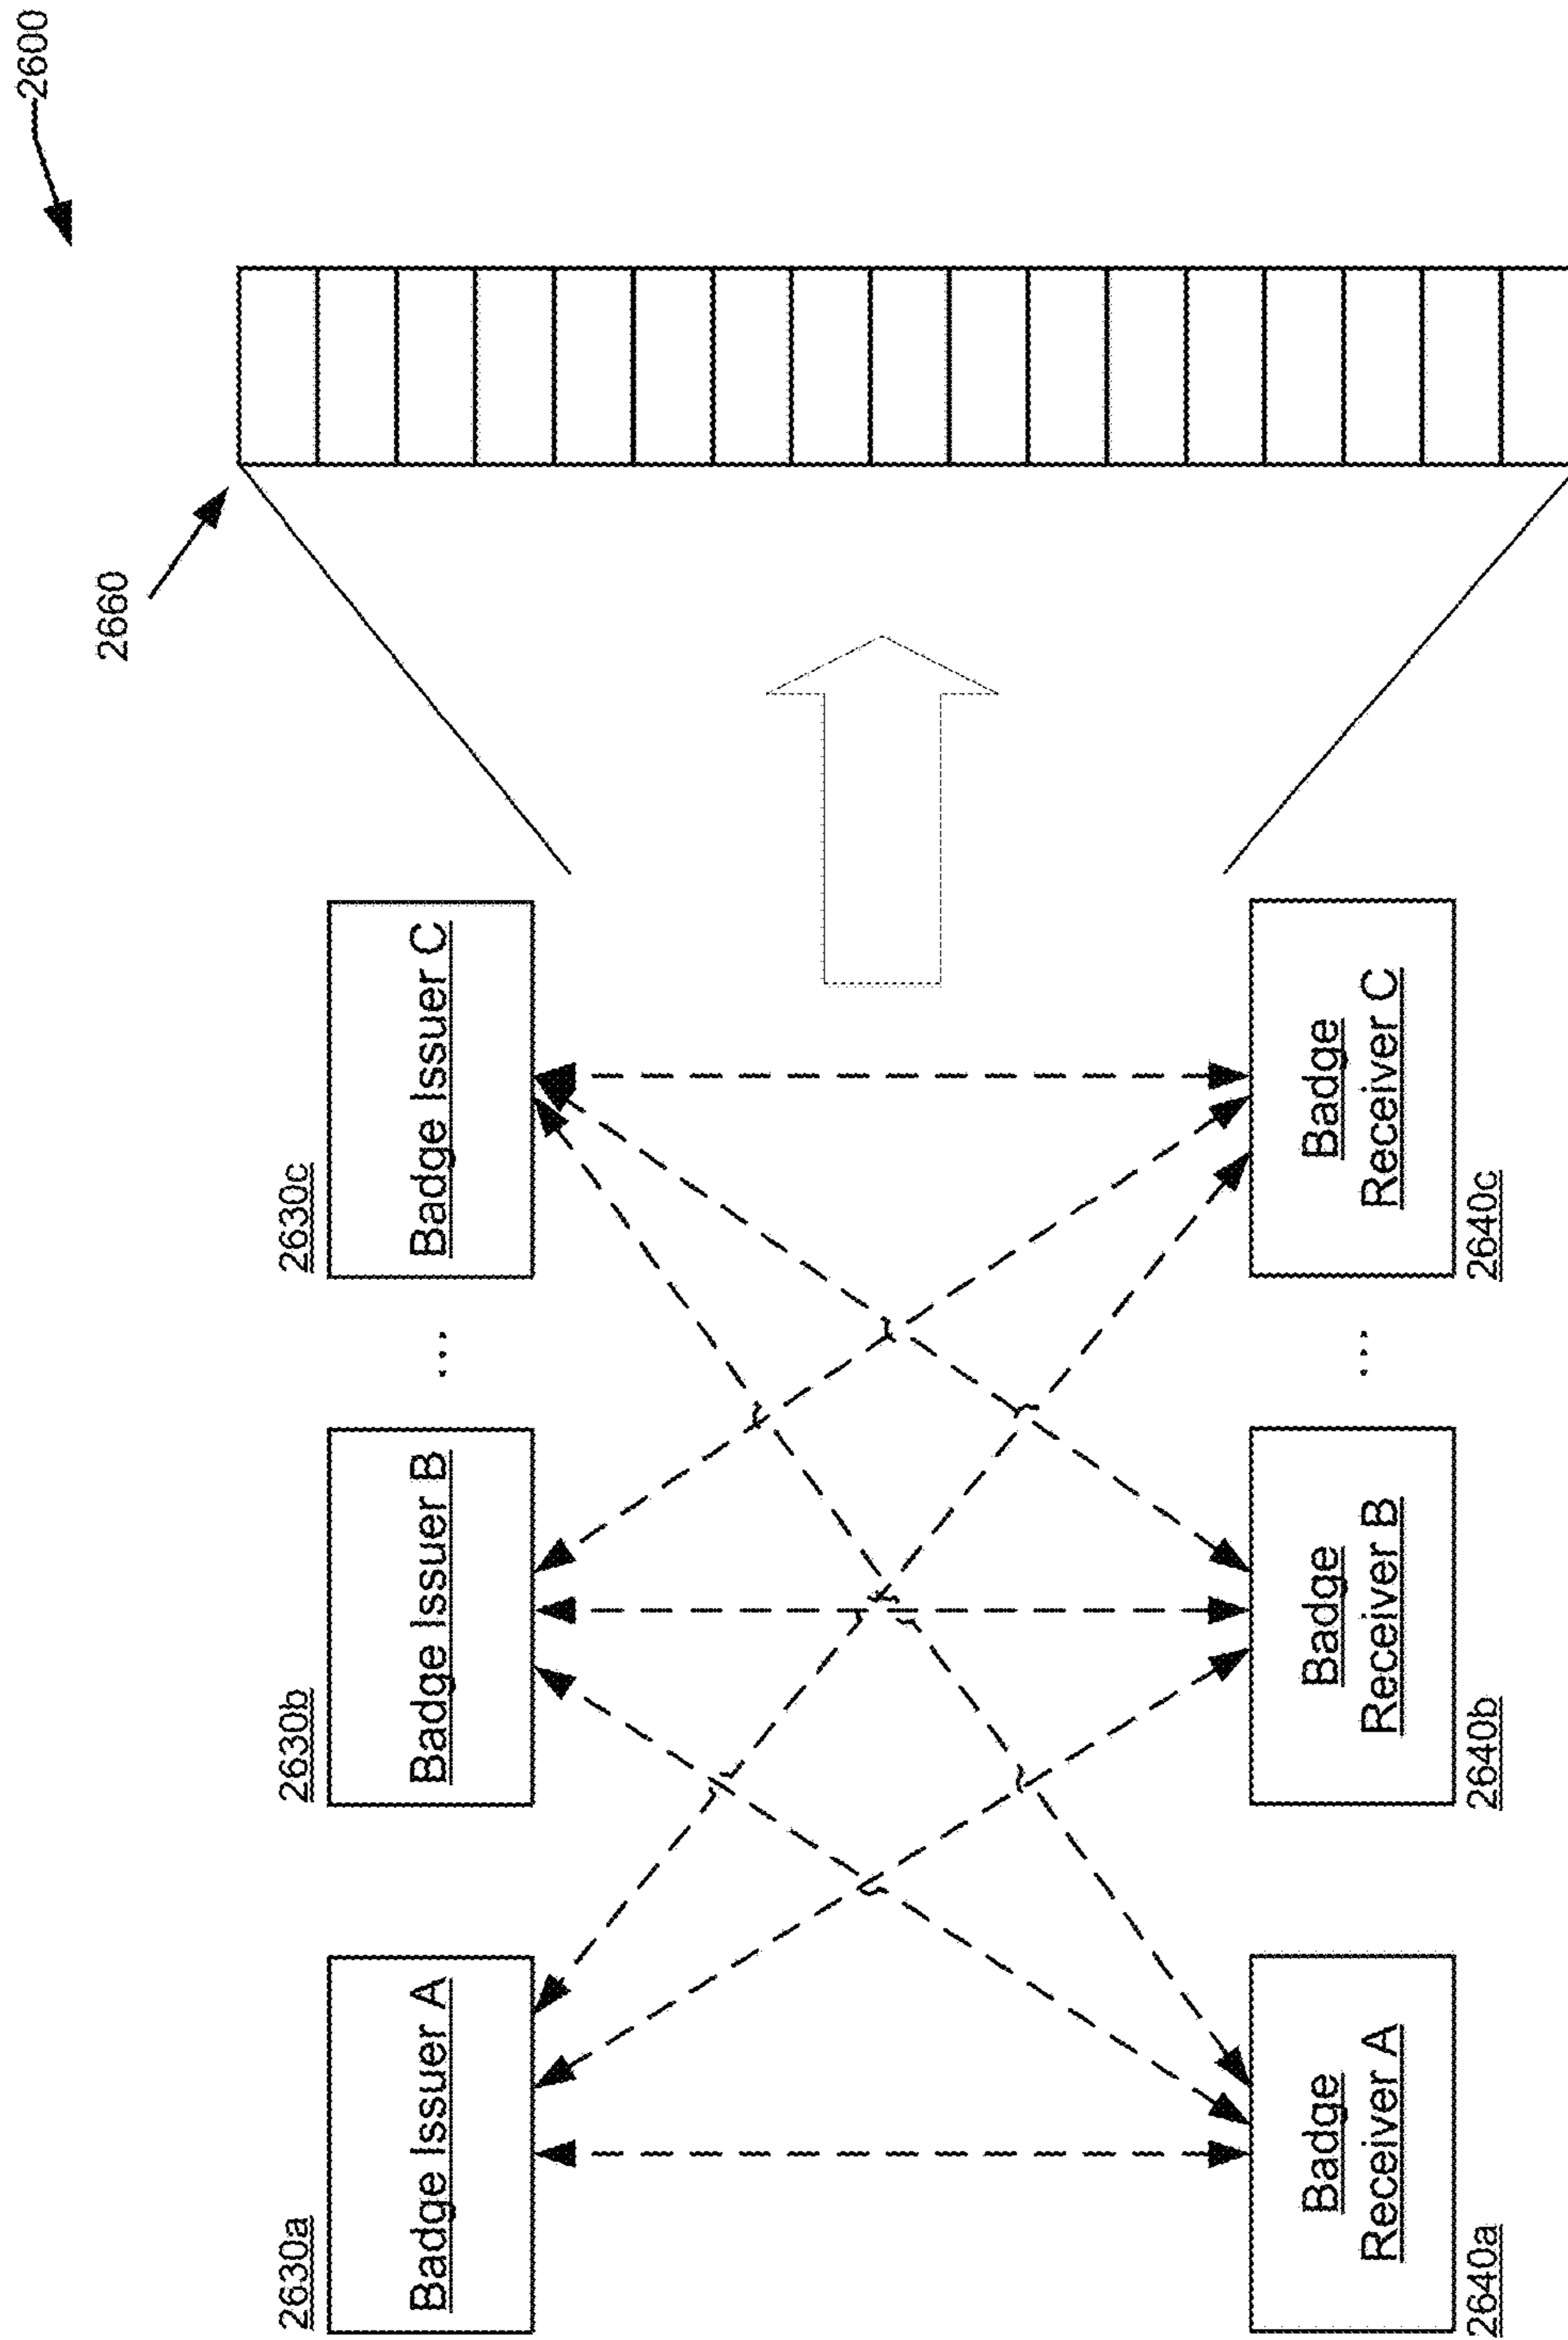 2600
2660
2630a
2630b
2630c
Badge Issuer A
Badge Issuer B
...
Badge Issuer C
Badge
Receiver A
Badge
Receiver B
...
Badge
Receiver C
2640a
2640b
2640c